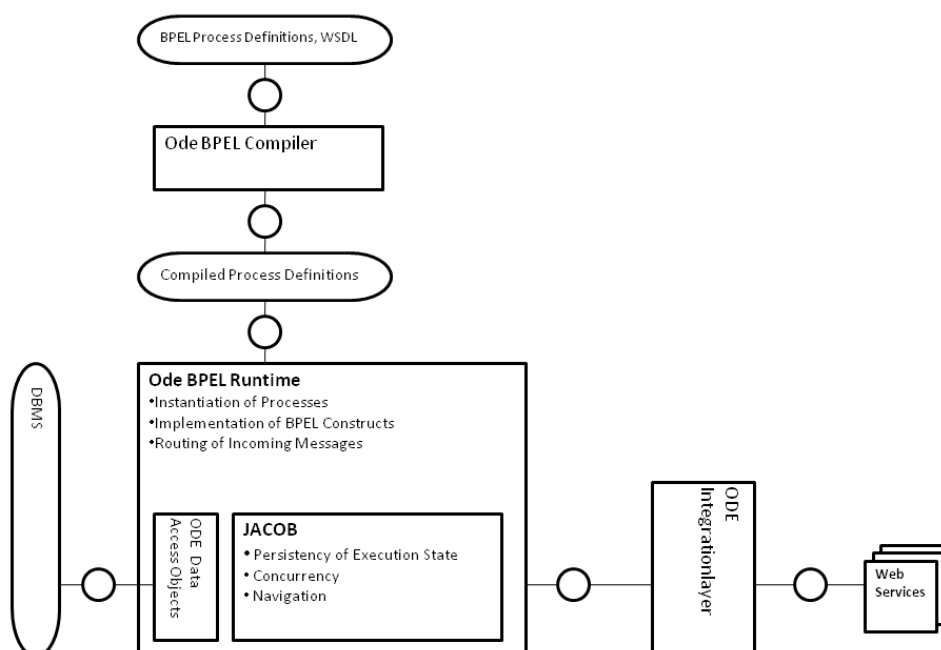 BPEL Process Definitions, WSDL
Ode BPEL Compiler
Compiled Process Definitions
DBMS
Ode BPEL Runtime
•Instantiation of Processes
•Implementation of BPEL Constructs
•Routing of Incoming Messages
ODE Data
Access Objects
JACOB
• Persistency of Execution State
• Concurrency
• Navigation
ODE
Integrationlayer
Web
Services